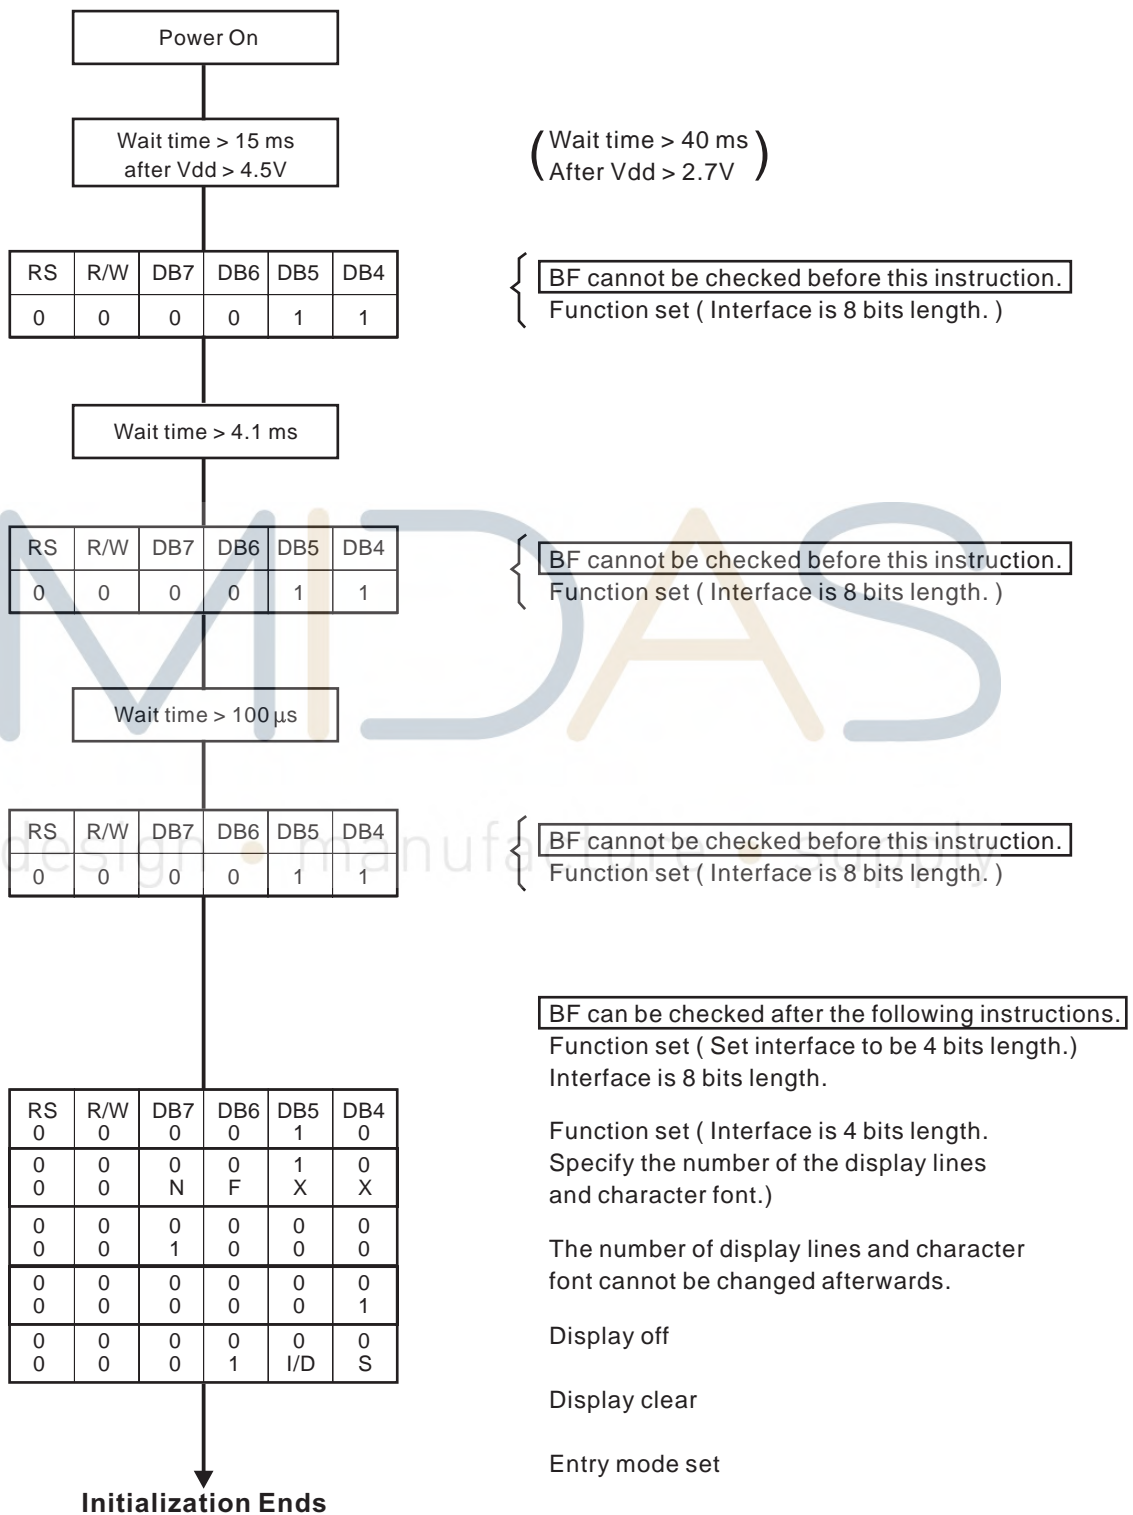 Power On
Wait time > 15 ms
after Vdd > 4.5V
(Wait time > 40 ms
After Vdd > 2.7V)
RS R/W DB7 DB6 DB5 DB4
0 0 0 0 1 1
BF cannot be checked before this instruction.
Function set ( Interface is 8 bits length. )
Wait time > 4.1 ms
RS R/W DB7 DB6 DB5 DB4
0 0 0 0 1 1
BF cannot be checked before this instruction.
Function set ( Interface is 8 bits length. )
MIDAS
Wait time > 100 µs
RS R/W DB7 DB6 DB5 DB4
0 0 0 0 1 1
BF cannot be checked before this instruction.
Function set ( Interface is 8 bits length. )
design • manufacture • supply
BF can be checked after the following instructions.
Function set ( Set interface to be 4 bits length.)
Interface is 8 bits length.
RS R/W DB7 DB6 DB5 DB4
0 0 0 0 1 0
0 0 0 0 1 0
0 0 N F X X
0 0 0 0 0 0
0 0 1 0 0 0
0 0 0 0 0 0
0 0 0 0 0 1
0 0 0 0 0 0
0 0 0 1 I/D S
Function set ( Interface is 4 bits length.
Specify the number of the display lines
and character font.)
The number of display lines and character
font cannot be changed afterwards.
Display off
Display clear
Entry mode set
Initialization Ends